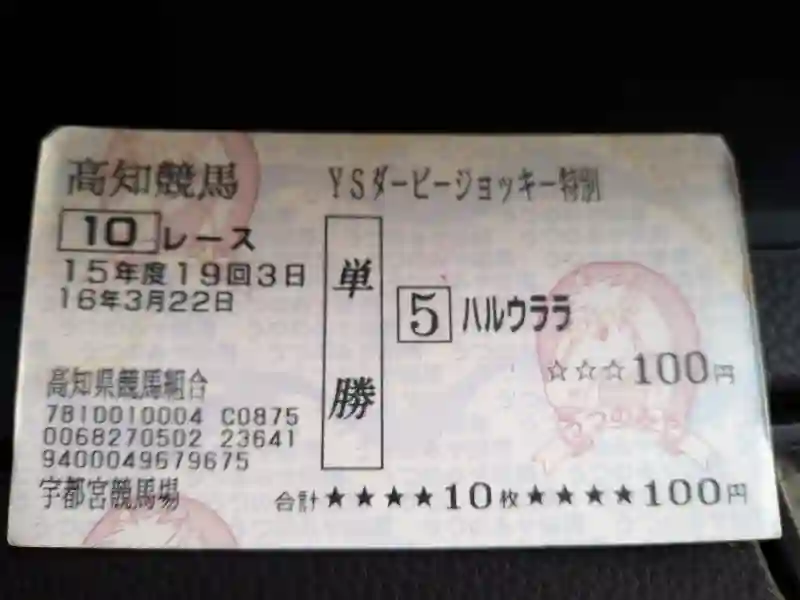 高知競馬
YSダービージョッキー特別
10 レース
15年度19回3日
16年3月22日
単勝
5 ハルウララ
☆☆☆100円
高知県競馬組合
7810010004 C0875
0068270502 23641
9400049679675
宇都宮競馬場
合計★★★★10枚★★★★100円